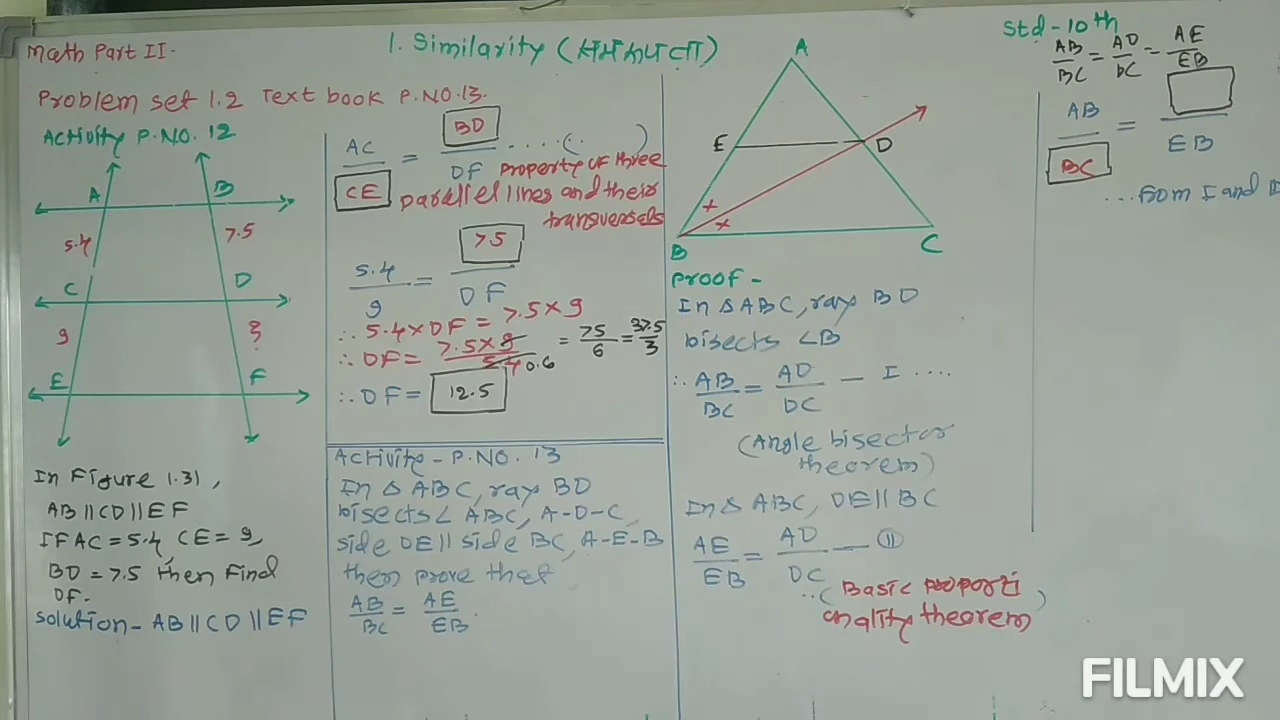 Math Part II-
1. Similarity (समरूपता)
Std-10th
Problem set 1.2 Text book P.NO.13.
Activity P.NO. 12
A
B
5.4
7.5
C
D
9
?
E
F
In Figure 1.31,
AB || CD || EF
IF AC = 5.4, CE = 9,
BD = 7.5 then Find
DF.
Solution- AB || CD || EF
AC/CE = BD/DF ....( )
Property of three
parallel lines and their
transversals
5.4/9 = 7.5/DF
∴ 5.4 × DF = 7.5 × 9
∴ DF = 7.5 × 9/5.4 0.6 = 75/6 = 37.5/3
∴ DF = 12.5
Activity - P.NO. 13
In △ ABC, ray BD
bisects ∠ ABC, A-D-C,
side DE || side BC, A-E-B
then prove that
AB/BC = AE/EB.
A
E
D
B
C
x
x
Proof -
In △ ABC, ray BD
bisects ∠B
∴ AB/BC = AD/DC — I ....
(Angle bisector
theorem)
In △ ABC, DE || BC
AE/EB = AD/DC — II
..(Basic proporti
onality theorem)
AB/BC = AD/DC = AE/EB
AB/BC = /EB
...from I and II
FILMIX